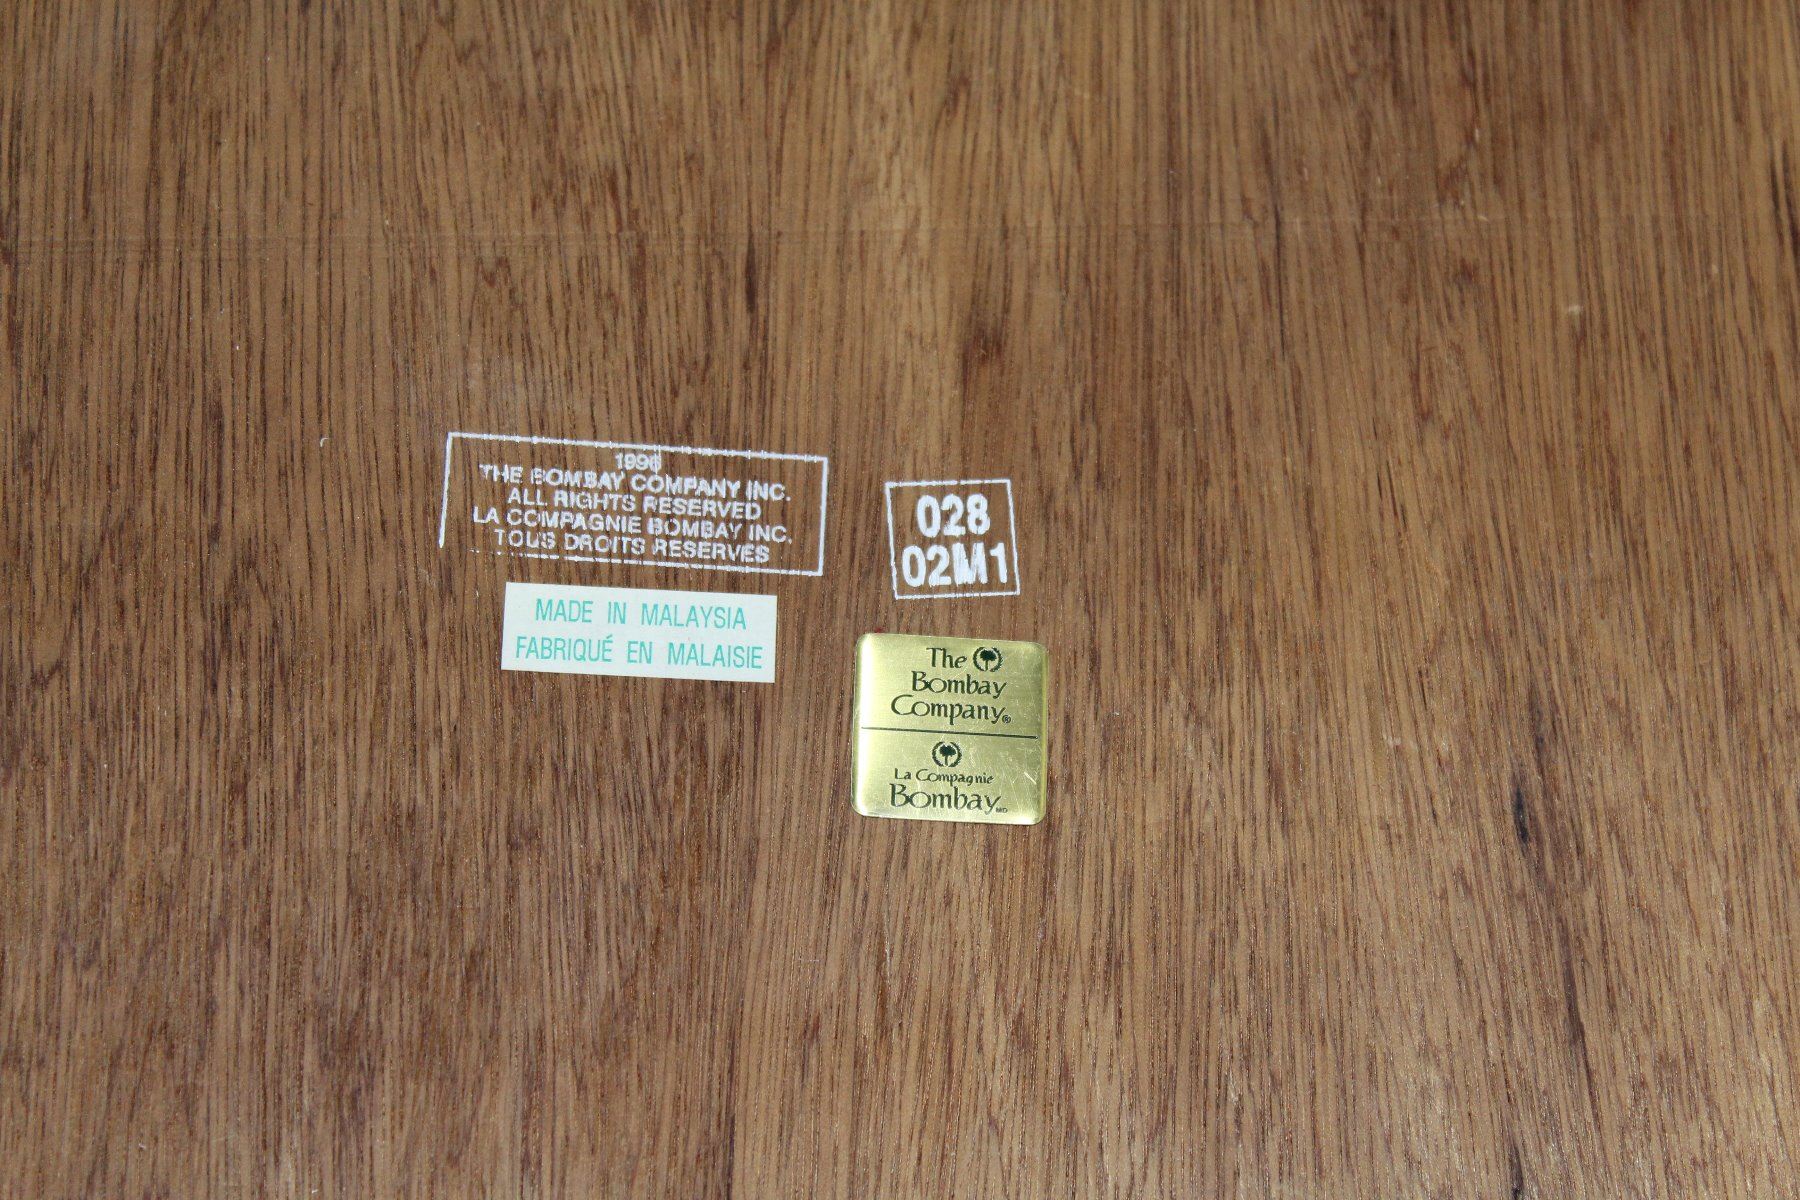 1996
THE BOMBAY COMPANY INC.
ALL RIGHTS RESERVED
LA COMPAGNIE BOMBAY INC.
TOUS DROITS RESERVES
028
02M1
MADE IN MALAYSIA
FABRIQUÉ EN MALAISIE
The
Bombay
Company®
La Compagnie
Bombay MD